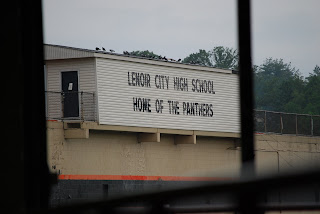 LENOIR CITY HIGH SCHOOL
HOME OF THE PANTHERS